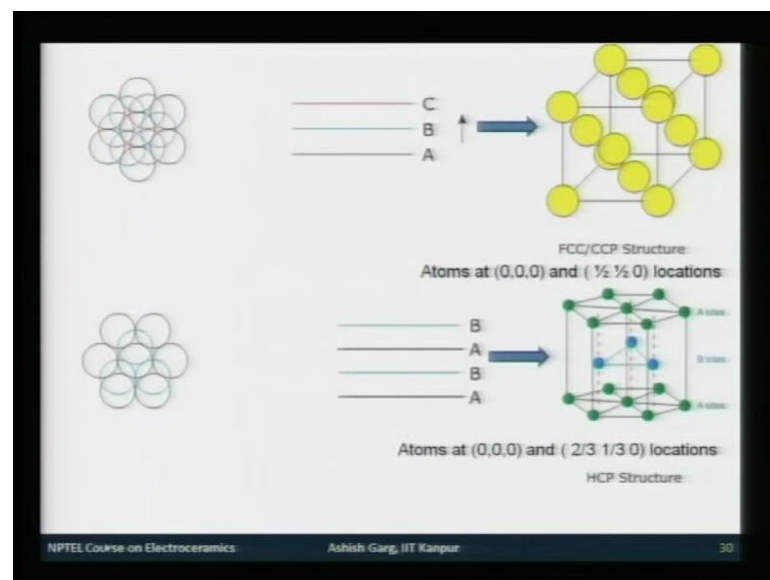 C
B
A
FCC/CCP Structure
Atoms at (0,0,0) and ( ½ ½ 0) locations
B
A
B
A
A sites
B sites
A sites
Atoms at (0,0,0) and ( 2/3 1/3 0) locations
HCP Structure
NPTEL Course on Electroceramics
Ashish Garg, IIT Kanpur
30